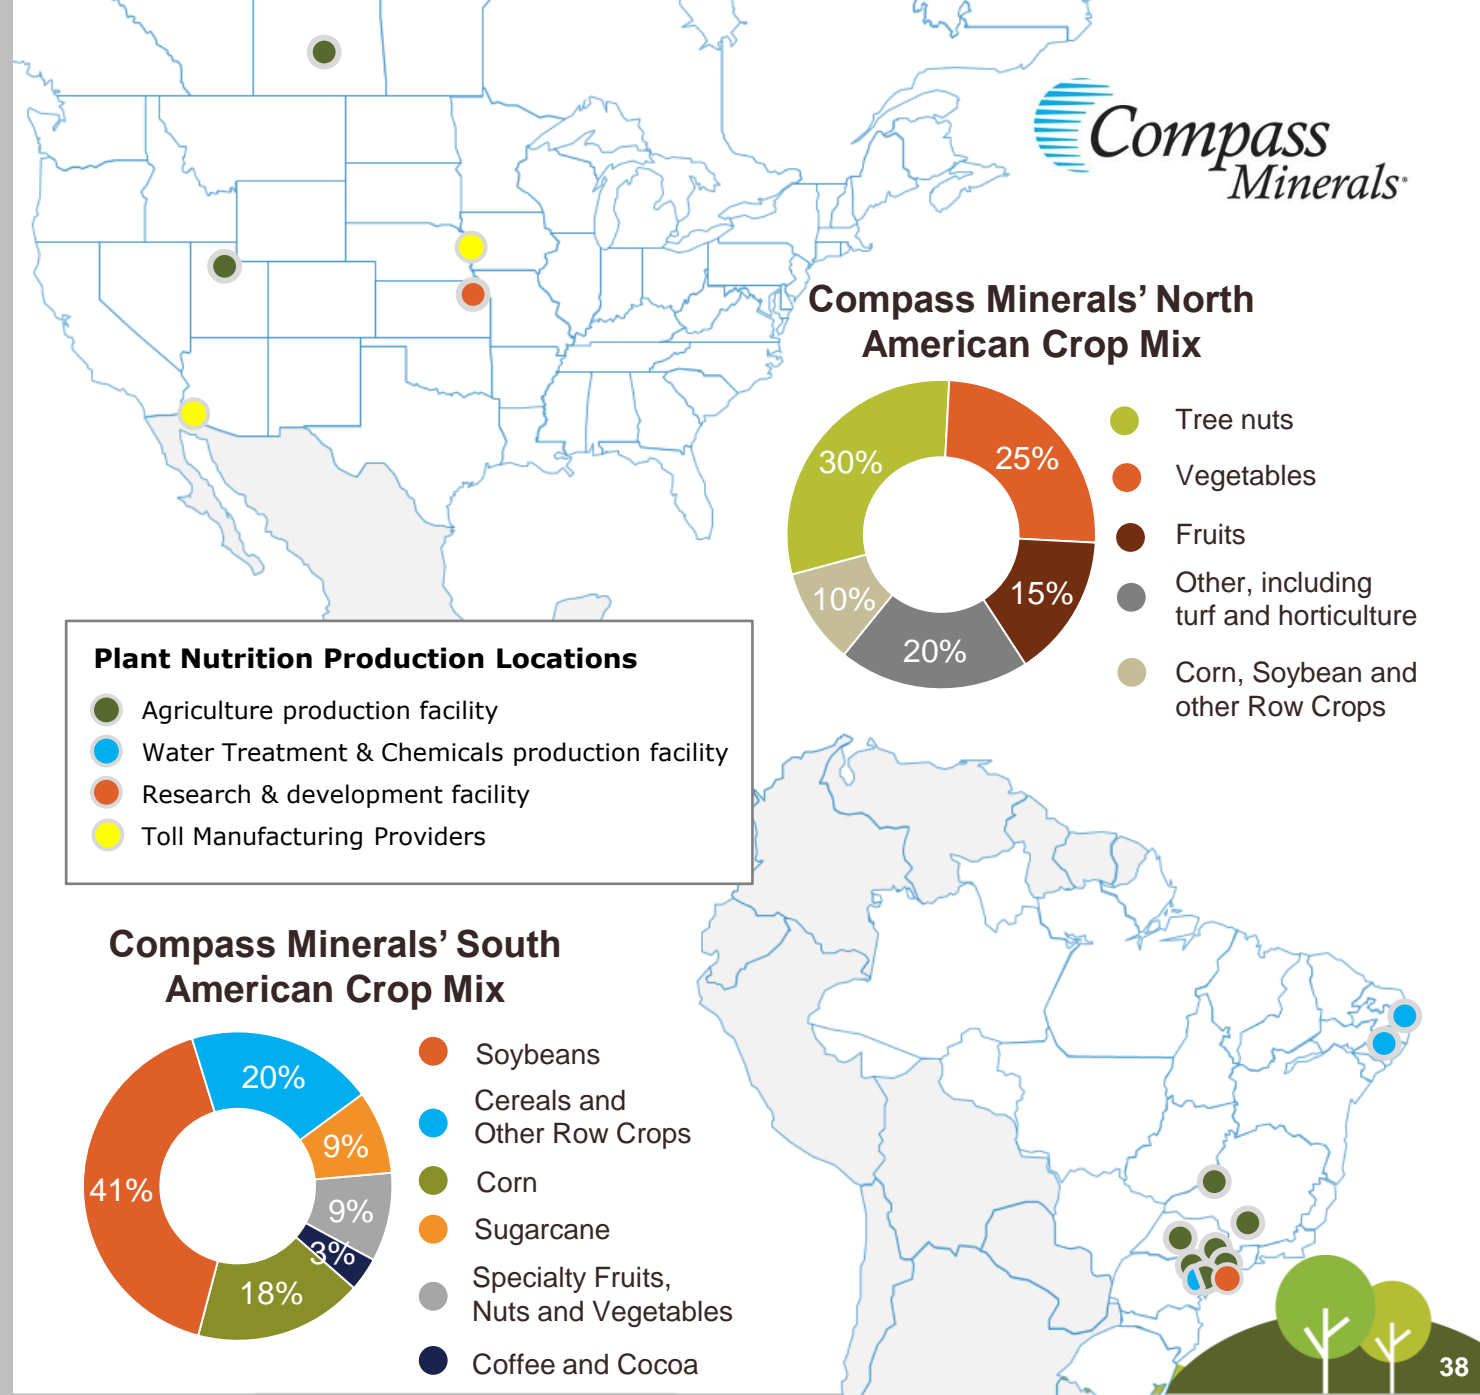 Compass
Minerals
Compass Minerals’ North
American Crop Mix
30%
25%
15%
20%
10%
Tree nuts
Vegetables
Fruits
Other, including
turf and horticulture
Corn, Soybean and
other Row Crops
Plant Nutrition Production Locations
Agriculture production facility
Water Treatment & Chemicals production facility
Research & development facility
Toll Manufacturing Providers
Compass Minerals’ South
American Crop Mix
20%
9%
9%
3%
18%
41%
Soybeans
Cereals and
Other Row Crops
Corn
Sugarcane
Specialty Fruits,
Nuts and Vegetables
Coffee and Cocoa
38